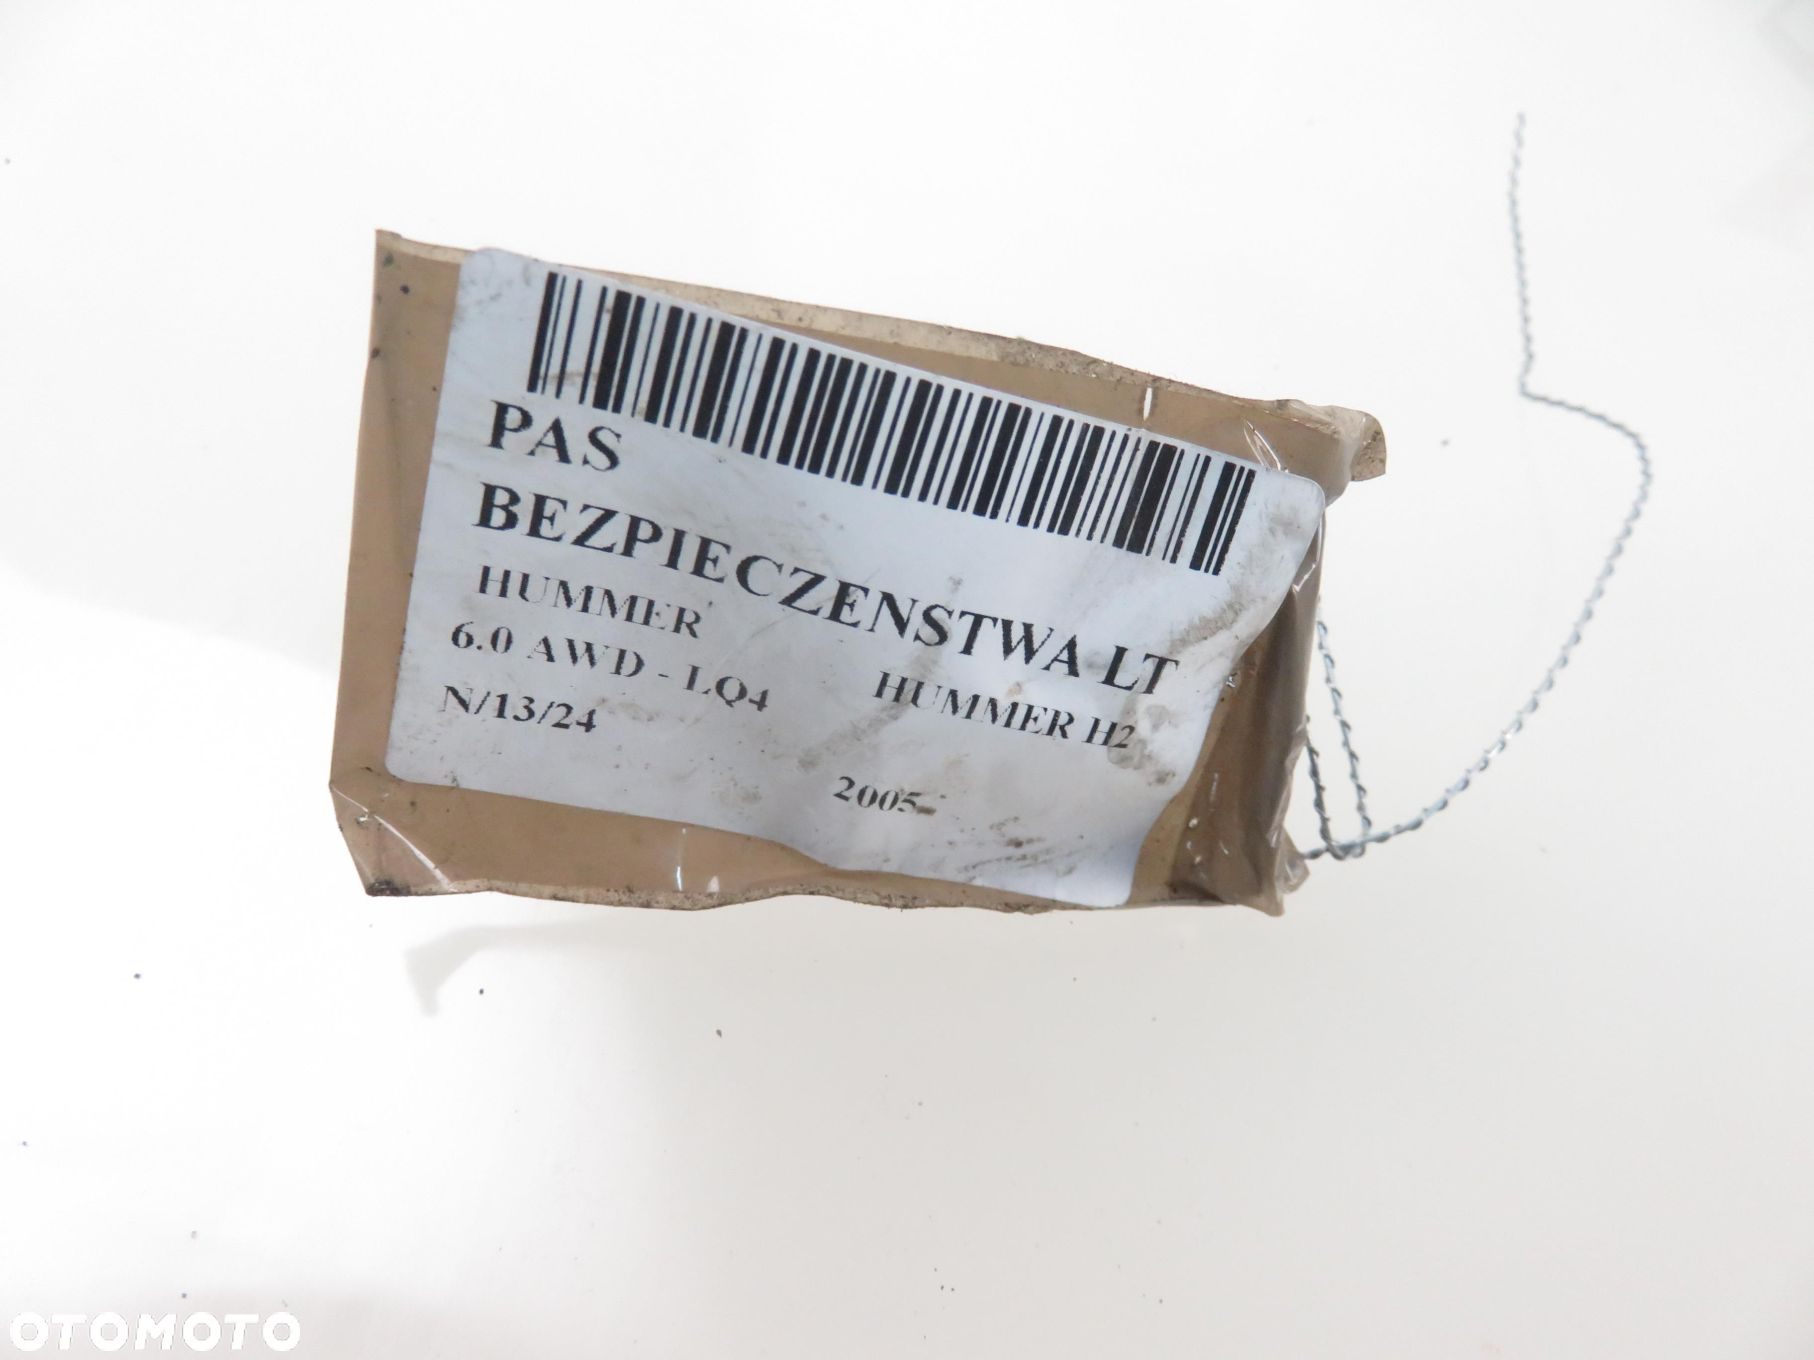 PAS
BEZPIECZENSTWA LT
HUMMER
HUMMER H2
6.0 AWD - LQ4
2005
N/13/24
OTOMOTO